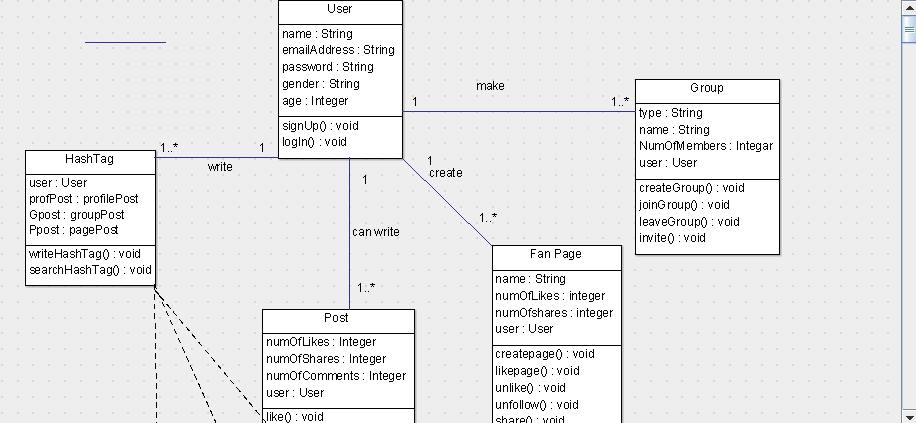 User
name : String
emailAddress : String
password : String
gender : String
age : Integer
signUp() : void
logIn() : void
make
1
1..*
Group
type : String
name : String
NumOfMembers : Integar
user : User
createGroup() : void
joinGroup() : void
leaveGroup() : void
invite() : void
1..*
1
write
HashTag
user : User
profPost : profilePost
Gpost : groupPost
Ppost : pagePost
writeHashTag() : void
searchHashTag() : void
1
can write
1..*
1
create
1..*
Fan Page
name : String
numOfLikes : integer
numOfshares : integer
user : User
createpage() : void
likepage() : void
unlike() : void
unfollow() : void
share() : void
Post
numOfLikes : Integer
numOfShares : Integer
numOfComments : Integer
user : User
like() : void